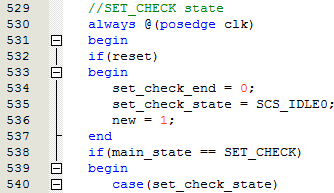 529 //SET_CHECK state
530 always @(posedge clk)
531 begin
532 if(reset)
533 begin
534 set_check_end = 0;
535 set_check_state = SCS_IDLE0;
536 new = 1;
537 end
538 if(main_state == SET_CHECK)
539 begin
540 case(set_check_state)